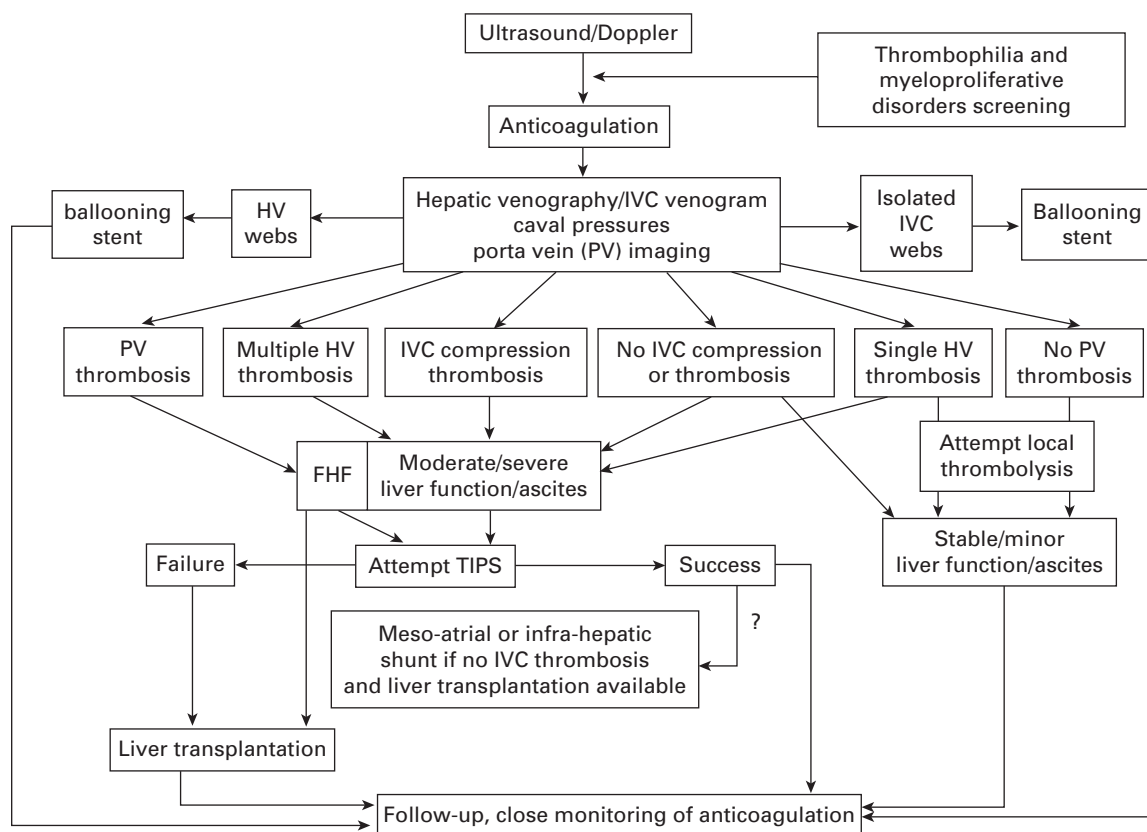 Ultrasound/Doppler
Thrombophilia and
myeloproliferative
disorders screening
Anticoagulation
ballooning
stent
HV
webs
Hepatic venography/IVC venogram
caval pressures
porta vein (PV) imaging
Isolated
IVC
webs
Ballooning
stent
PV
thrombosis
Multiple HV
thrombosis
IVC compression
thrombosis
No IVC compression
or thrombosis
Single HV
thrombosis
No PV
thrombosis
Attempt local
thrombolysis
FHF
Moderate/severe
liver function/ascites
Stable/minor
liver function/ascites
Failure
Attempt TIPS
Success
?
Meso-atrial or infra-hepatic
shunt if no IVC thrombosis
and liver transplantation available
Liver transplantation
Follow-up, close monitoring of anticoagulation